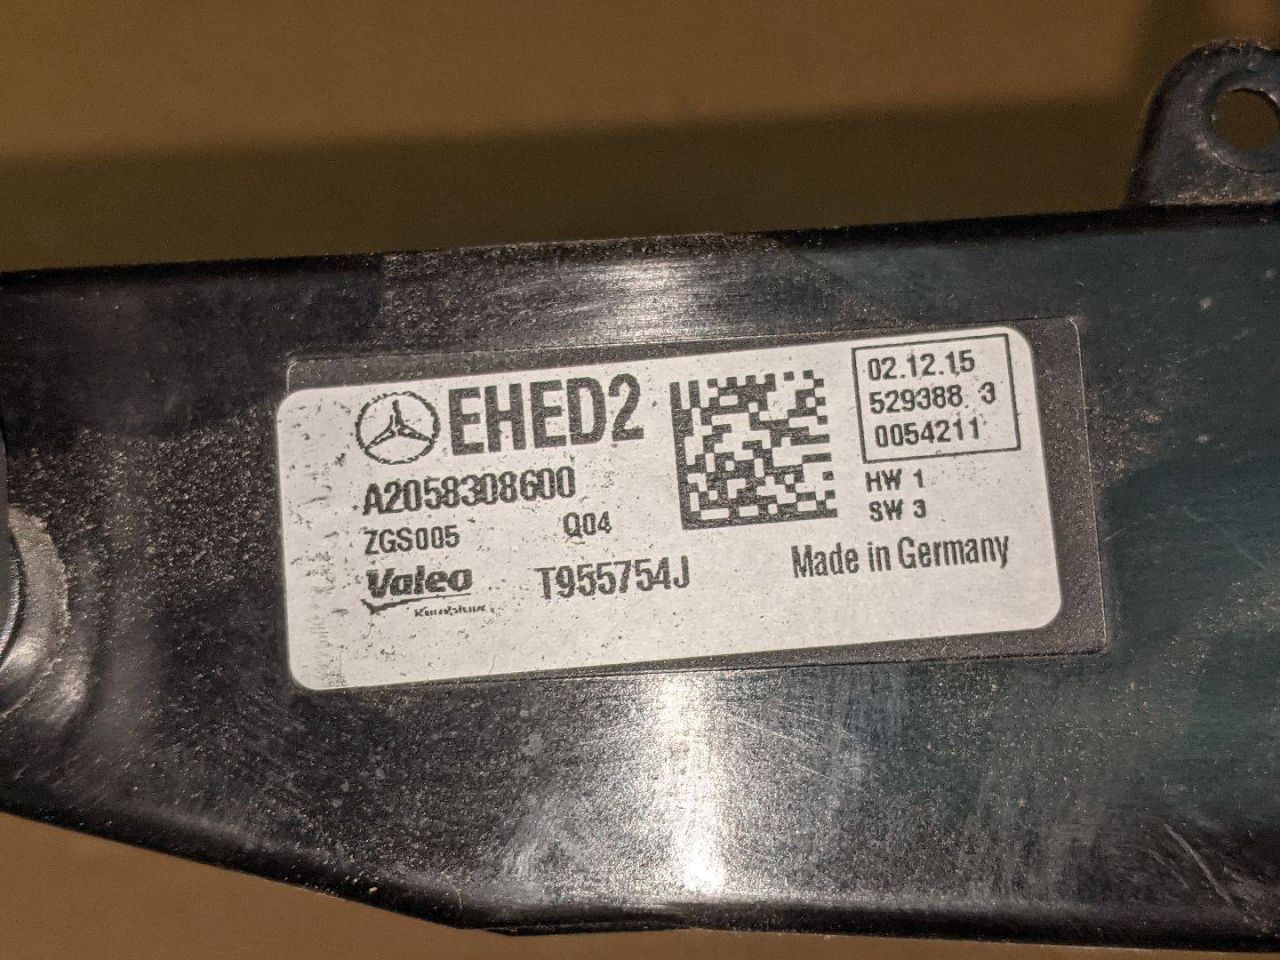 EHED2
A2058308600
ZGS005 Q04
Valeo T955754J
02.12.15
529388 3
0054211
HW 1
SW 3
Made in Germany